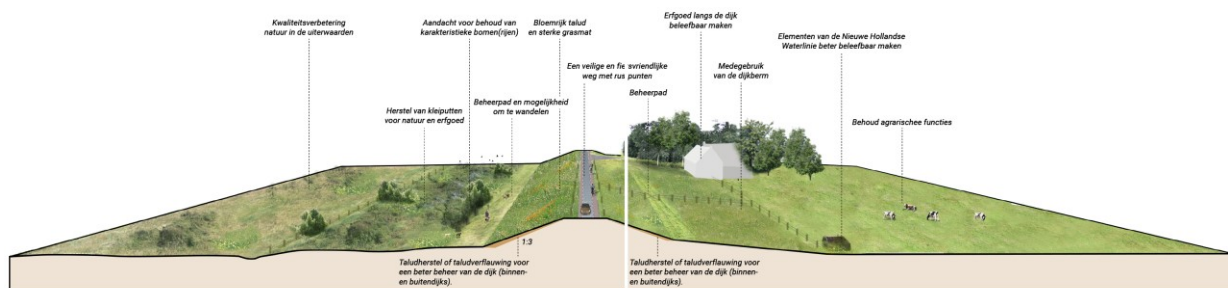 Kwaliteitsverbetering
natuur in de uiterwaarden
Aandacht voor behoud van
karakteristieke bomen(rijen)
Bloemrijk talud
en sterke grasmat
Erfgoed langs de dijk
beleefbaar maken
Elementen van de Nieuwe Hollandse
Waterlinie beter beleefbaar maken
Een veilige en fietsvriendlijke
weg met rustpunten
Medegebruik
van de dijkberm
Beheerpad
Herstel van kleiputten
voor natuur en erfgoed
Beheerpad en mogelijkheid
om te wandelen
Behoud agrarischee functies
1:3
Taludherstel of taludverflauwing voor
een beter beheer van de dijk (binnen-
en buitendijks).
Taludherstel of taludverflauwing voor
een beter beheer van de dijk (binnen-
en buitendijks).